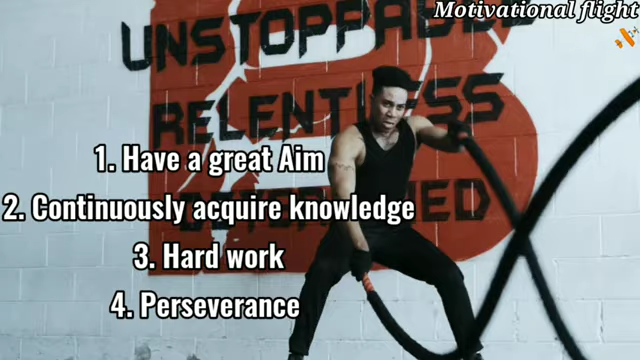 Motivational flight
UNSTOPPABLE
RELENTLESS
1. Have a great Aim
2. Continuously acquire knowledge
3. Hard work
4. Perseverance